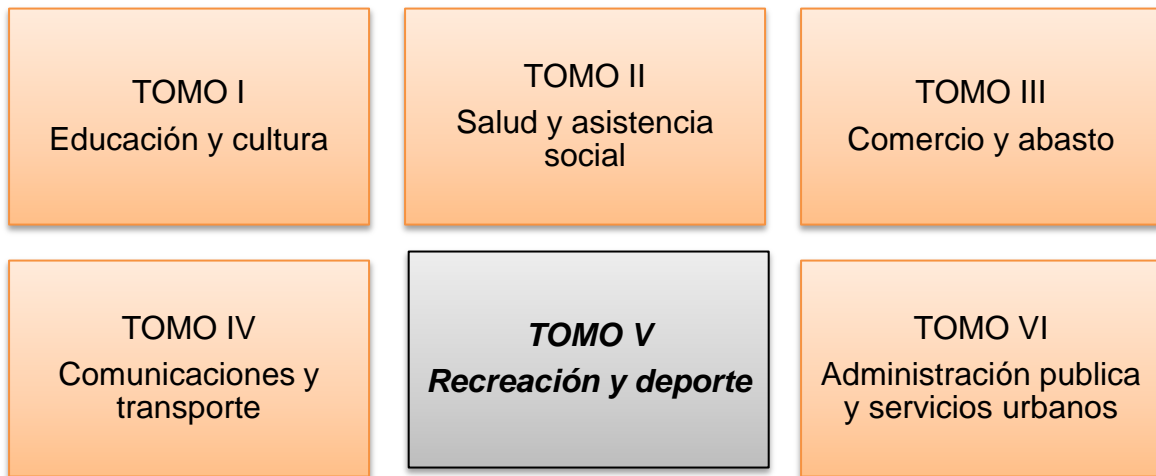 TOMO I
Educación y cultura
TOMO II
Salud y asistencia
social
TOMO III
Comercio y abasto
TOMO IV
Comunicaciones y
transporte
TOMO V
Recreación y deporte
TOMO VI
Administración publica
y servicios urbanos